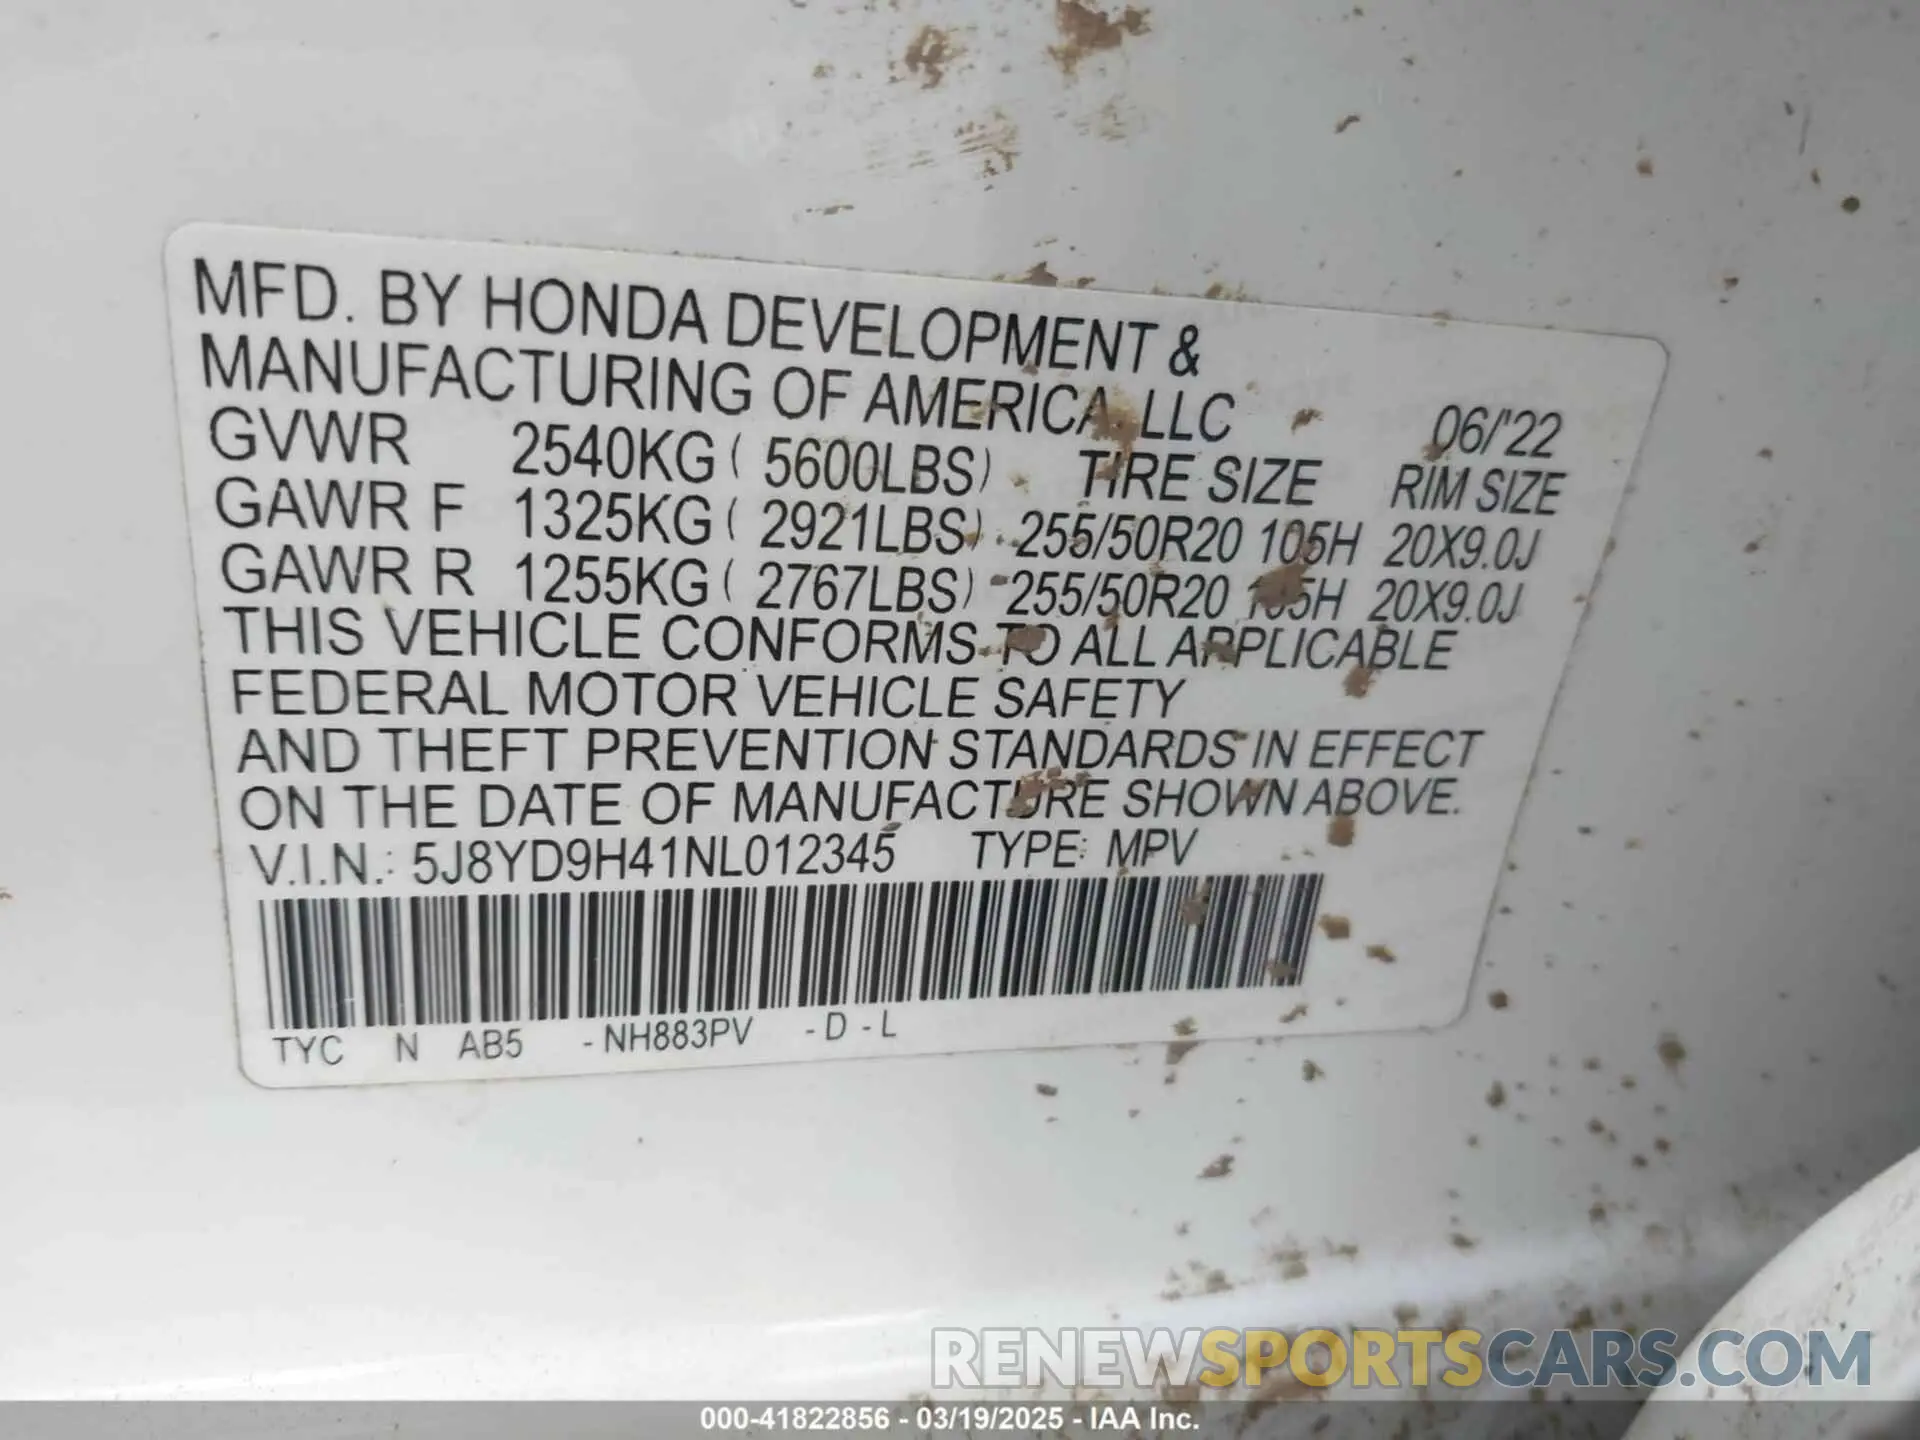 MFD. BY HONDA DEVELOPMENT &
MANUFACTURING OF AMERICA, LLC 06/'22
GVWR 2540KG ( 5600LBS) TIRE SIZE RIM SIZE
GAWR F 1325KG ( 2921LBS) 255/50R20 105H 20X9.0J
GAWR R 1255KG ( 2767LBS) 255/50R20 105H 20X9.0J
THIS VEHICLE CONFORMS TO ALL APPLICABLE
FEDERAL MOTOR VEHICLE SAFETY
AND THEFT PREVENTION STANDARDS IN EFFECT
ON THE DATE OF MANUFACTURE SHOWN ABOVE.
V.I.N.: 5J8YD9H41NL012345 TYPE: MPV
TYC N AB5 - NH883PV - D - L
RENEWSPORTSCARS.COM
000-41822856 - 03/19/2025 - IAA Inc.